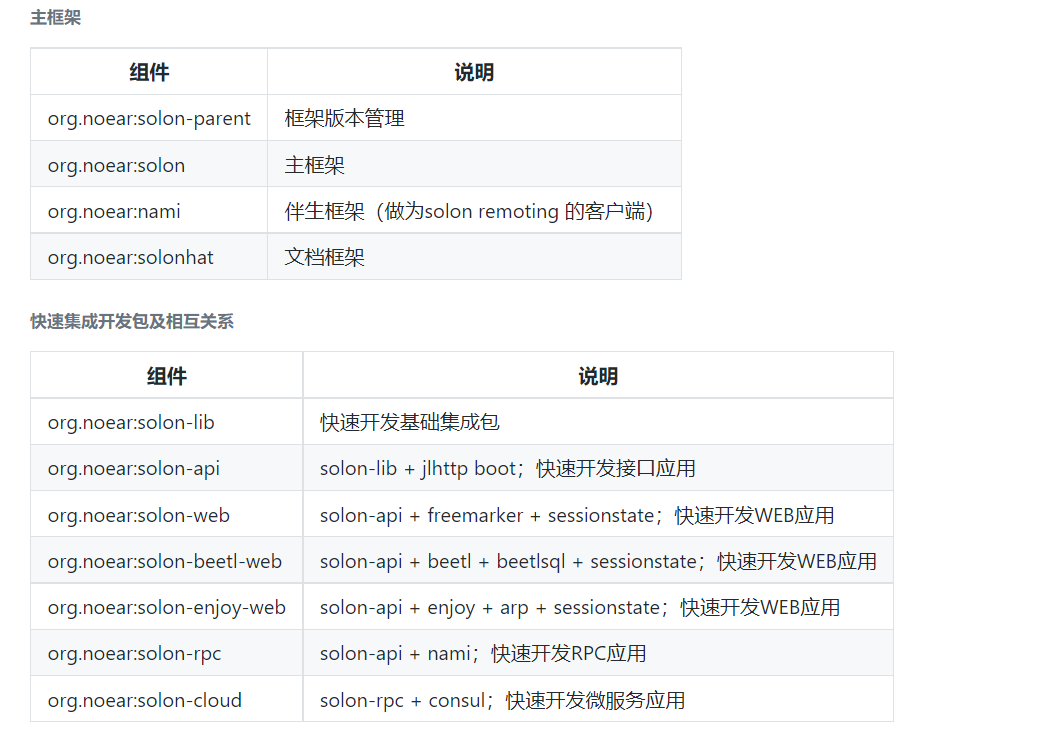 主框架
组件 说明
org.noear:solon-parent 框架版本管理
org.noear:solon 主框架
org.noear:nami 伴生框架（做为solon remoting 的客户端）
org.noear:solonhat 文档框架
快速集成开发包及相互关系
组件 说明
org.noear:solon-lib 快速开发基础集成包
org.noear:solon-api solon-lib + jlhttp boot；快速开发接口应用
org.noear:solon-web solon-api + freemarker + sessionstate；快速开发WEB应用
org.noear:solon-beetl-web solon-api + beetl + beetlsql + sessionstate；快速开发WEB应用
org.noear:solon-enjoy-web solon-api + enjoy + arp + sessionstate；快速开发WEB应用
org.noear:solon-rpc solon-api + nami；快速开发RPC应用
org.noear:solon-cloud solon-rpc + consul；快速开发微服务应用